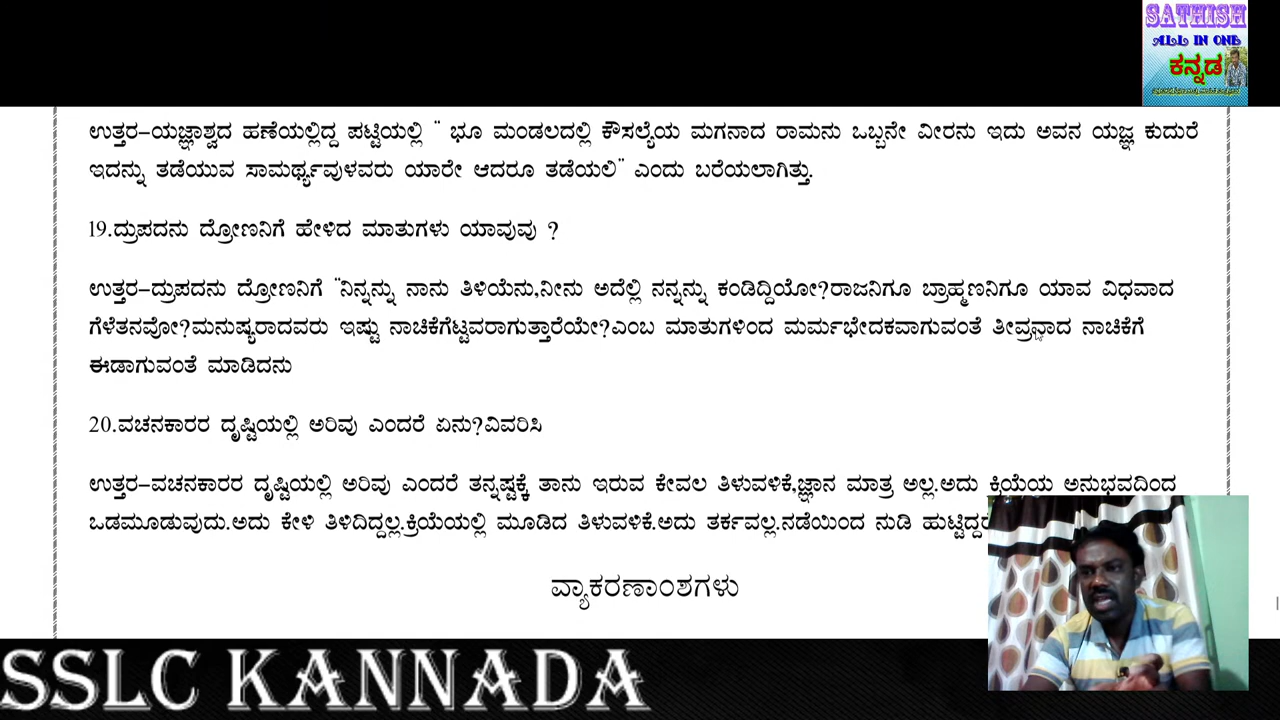 SATHISH
ALL IN ONE
ಕನ್ನಡ
ಉತ್ತರ–ಯಜ್ಞಾಶ್ವದ ಹಣೆಯಲ್ಲಿದ್ದ ಪಟ್ಟಿಯಲ್ಲಿ ¨ ಭೂ ಮಂಡಲದಲ್ಲಿ ಕೌಸಲ್ಯೆಯ ಮಗನಾದ ರಾಮನು ಒಬ್ಬನೇ ವೀರನು ಇದು ಅವನ ಯಜ್ಞ ಕುದುರೆ
ಇದನ್ನು ತಡೆಯುವ ಸಾಮರ್ಥ್ಯವುಳವರು ಯಾರೇ ಆದರೂ ತಡೆಯಲಿ¨ ಎಂದು ಬರೆಯಲಾಗಿತ್ತು.
19.ದ್ರುಪದನು ದ್ರೋಣನಿಗೆ ಹೇಳಿದ ಮಾತುಗಳು ಯಾವುವು ?
ಉತ್ತರ–ದ್ರುಪದನು ದ್ರೋಣನಿಗೆ ¨ನಿನ್ನನ್ನು ನಾನು ತಿಳಿಯೆನು,ನೀನು ಅದೆಲ್ಲಿ ನನ್ನನ್ನು ಕಂಡಿದ್ದಿಯೋ?ರಾಜನಿಗೂ ಬ್ರಾಹ್ಮಣನಿಗೂ ಯಾವ ವಿಧವಾದ
ಗೆಳೆತನವೋ?ಮನುಷ್ಯರಾದವರು ಇಷ್ಟು ನಾಚಿಕೆಗೆಟ್ಟವರಾಗುತ್ತಾರೆಯೇ?ಎಂಬ ಮಾತುಗಳಿಂದ ಮರ್ಮಭೇದಕವಾಗುವಂತೆ ನಾಚಿಕೆಗೆ
ಈಡಾಗುವಂತೆ ಮಾಡಿದನು
20.ವಚನಕಾರರ ದೃಷ್ಟಿಯಲ್ಲಿ ಅರಿವು ಎಂದರೆ ಏನು?ವಿವರಿಸಿ
ಉತ್ತರ–ವಚನಕಾರರ ದೃಷ್ಟಿಯಲ್ಲಿ ಅರಿವು ಎಂದರೆ ತನ್ನಷ್ಟಕ್ಕೆ ತಾನು ಇರುವ ಕೇವಲ ತಿಳುವಳಿಕೆ,ಜ್ಞಾನ ಮಾತ್ರ ಅಲ್ಲ.ಅದು ಕ್ರಿಯೆಯ ಅನುಭವದಿಂದ
ಒಡಮೂಡುವುದು.ಅದು ಕೇಳಿ ತಿಳಿದಿದ್ದಲ್ಲ.ಕ್ರಿಯೆಯಲ್ಲಿ ಮೂಡಿದ ತಿಳುವಳಿಕೆ.ಅದು ತರ್ಕವಲ್ಲ.ನಡೆಯಿಂದ ನುಡಿ
ವ್ಯಾಕರಣಾಂಶಗಳು
SSLC KANNADA